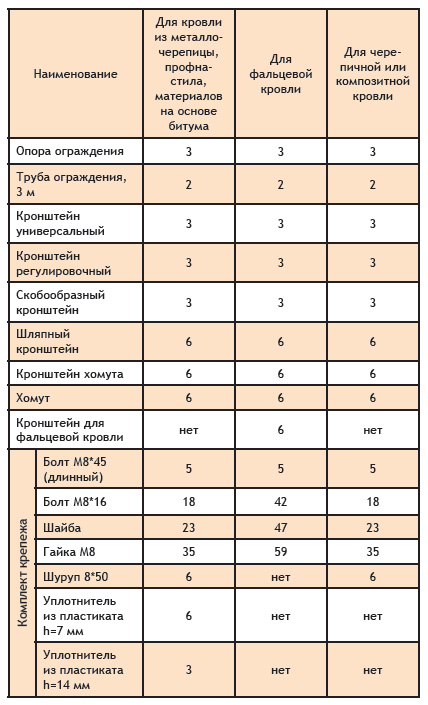 Наименование
Для кровли
из металло-
черепицы,
профна-
стила,
материалов
на основе
битума
Для
фальцевой
кровли
Для чере-
пичной или
композитной
кровли
Опора ограждения 3 3 3
Труба ограждения,
3 м 2 2 2
Кронштейн
универсальный 3 3 3
Кронштейн
регулировочный 3 3 3
Скобообразный
кронштейн 3 3 3
Шляпный
кронштейн 6 6 6
Кронштейн хомута 6 6 6
Хомут 6 6 6
Кронштейн для
фальцевой кровли нет 6 нет
Комплект крепежа
Болт М8*45
(длинный) 5 5 5
Болт М8*16 18 42 18
Шайба 23 47 23
Гайка М8 35 59 35
Шуруп 8*50 6 нет 6
Уплотнитель
из пластиката
h=7 мм 6 нет нет
Уплотнитель
из пластиката
h=14 мм 3 нет нет